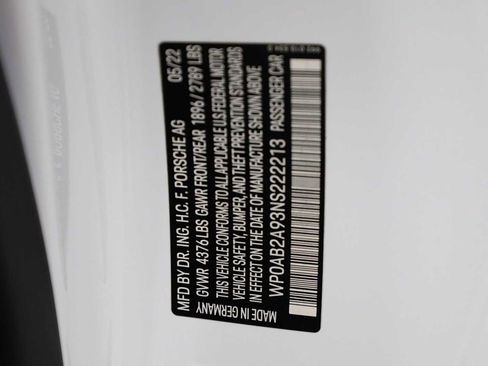 MFD BY DR. ING. H.C. F. PORSCHE AG 05/22
GVWR 4376 LBS GAWR FRONT/REAR 1896/2789 LBS
THIS VEHICLE CONFORMS TO ALL APPLICABLE U.S. FEDERAL MOTOR
VEHICLE SAFETY, BUMPER, AND THEFT PREVENTION STANDARDS
IN EFFECT ON THE DATE OF MANUFACTURE SHOWN ABOVE
WP0AB2A93NS222213 PASSENGER CAR
MADE IN GERMANY